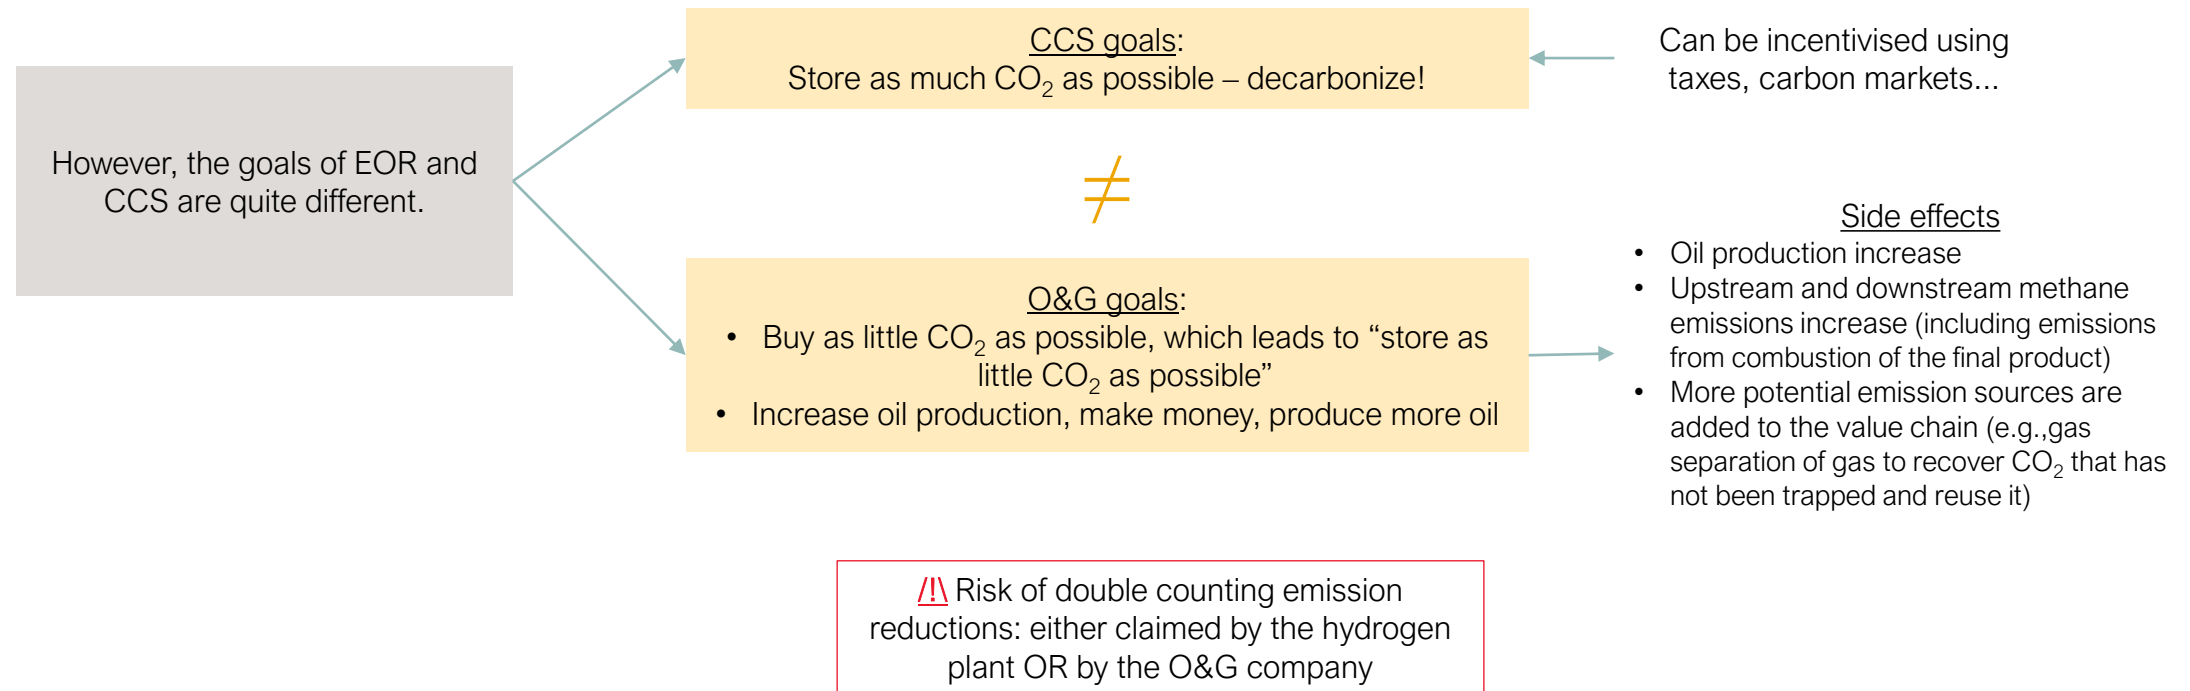 However, the goals of EOR and
CCS are quite different.
CCS goals:
Store as much CO₂ as possible – decarbonize!
Can be incentivised using
taxes, carbon markets...
≠
O&G goals:
• Buy as little CO₂ as possible, which leads to “store as
little CO₂ as possible”
• Increase oil production, make money, produce more oil
Side effects
• Oil production increase
• Upstream and downstream methane
emissions increase (including emissions
from combustion of the final product)
• More potential emission sources are
added to the value chain (e.g.,gas
separation of gas to recover CO₂ that has
not been trapped and reuse it)
/!\ Risk of double counting emission
reductions: either claimed by the hydrogen
plant OR by the O&G company